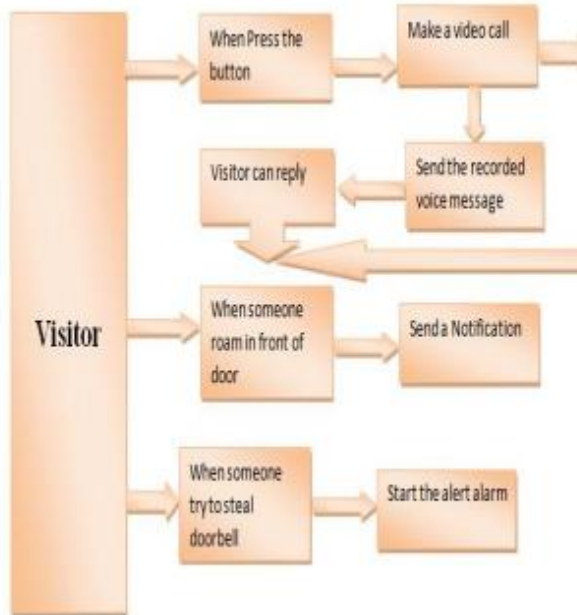 When Press the
button
Make a video call
Visitor can reply
Send the recorded
voice message
Visitor
When someone
roam in front of
door
Send a Notification
When someone
try to steal
doorbell
Start the alert alarm